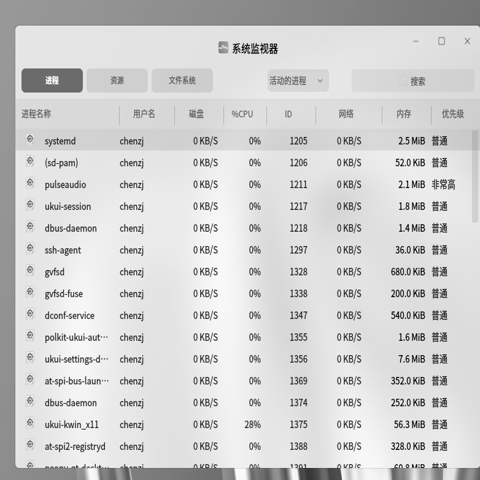 系统监视器
进程 资源 文件系统 活动的进程 搜索
进程名称 用户名 磁盘 %CPU ID 网络 内存 优先级
systemd chenzj 0 KB/S 0% 1205 0 KB/S 2.5 MiB 普通
(sd-pam) chenzj 0 KB/S 0% 1206 0 KB/S 52.0 KiB 普通
pulseaudio chenzj 0 KB/S 0% 1211 0 KB/S 2.1 MiB 非常高
ukui-session chenzj 0 KB/S 0% 1217 0 KB/S 1.8 MiB 普通
dbus-daemon chenzj 0 KB/S 0% 1218 0 KB/S 1.4 MiB 普通
ssh-agent chenzj 0 KB/S 0% 1297 0 KB/S 36.0 KiB 普通
gvfsd chenzj 0 KB/S 0% 1328 0 KB/S 680.0 KiB 普通
gvfsd-fuse chenzj 0 KB/S 0% 1338 0 KB/S 200.0 KiB 普通
dconf-service chenzj 0 KB/S 0% 1347 0 KB/S 540.0 KiB 普通
polkit-ukui-aut··· chenzj 0 KB/S 0% 1355 0 KB/S 1.6 MiB 普通
ukui-settings-d··· chenzj 0 KB/S 0% 1356 0 KB/S 7.6 MiB 普通
at-spi-bus-laun··· chenzj 0 KB/S 0% 1369 0 KB/S 352.0 KiB 普通
dbus-daemon chenzj 0 KB/S 0% 1374 0 KB/S 252.0 KiB 普通
ukui-kwin_x11 chenzj 0 KB/S 28% 1375 0 KB/S 56.3 MiB 普通
at-spi2-registryd chenzj 0 KB/S 0% 1388 0 KB/S 328.0 KiB 普通
chenzj 0 KB/S 0% 1391 0 KB/S 普通